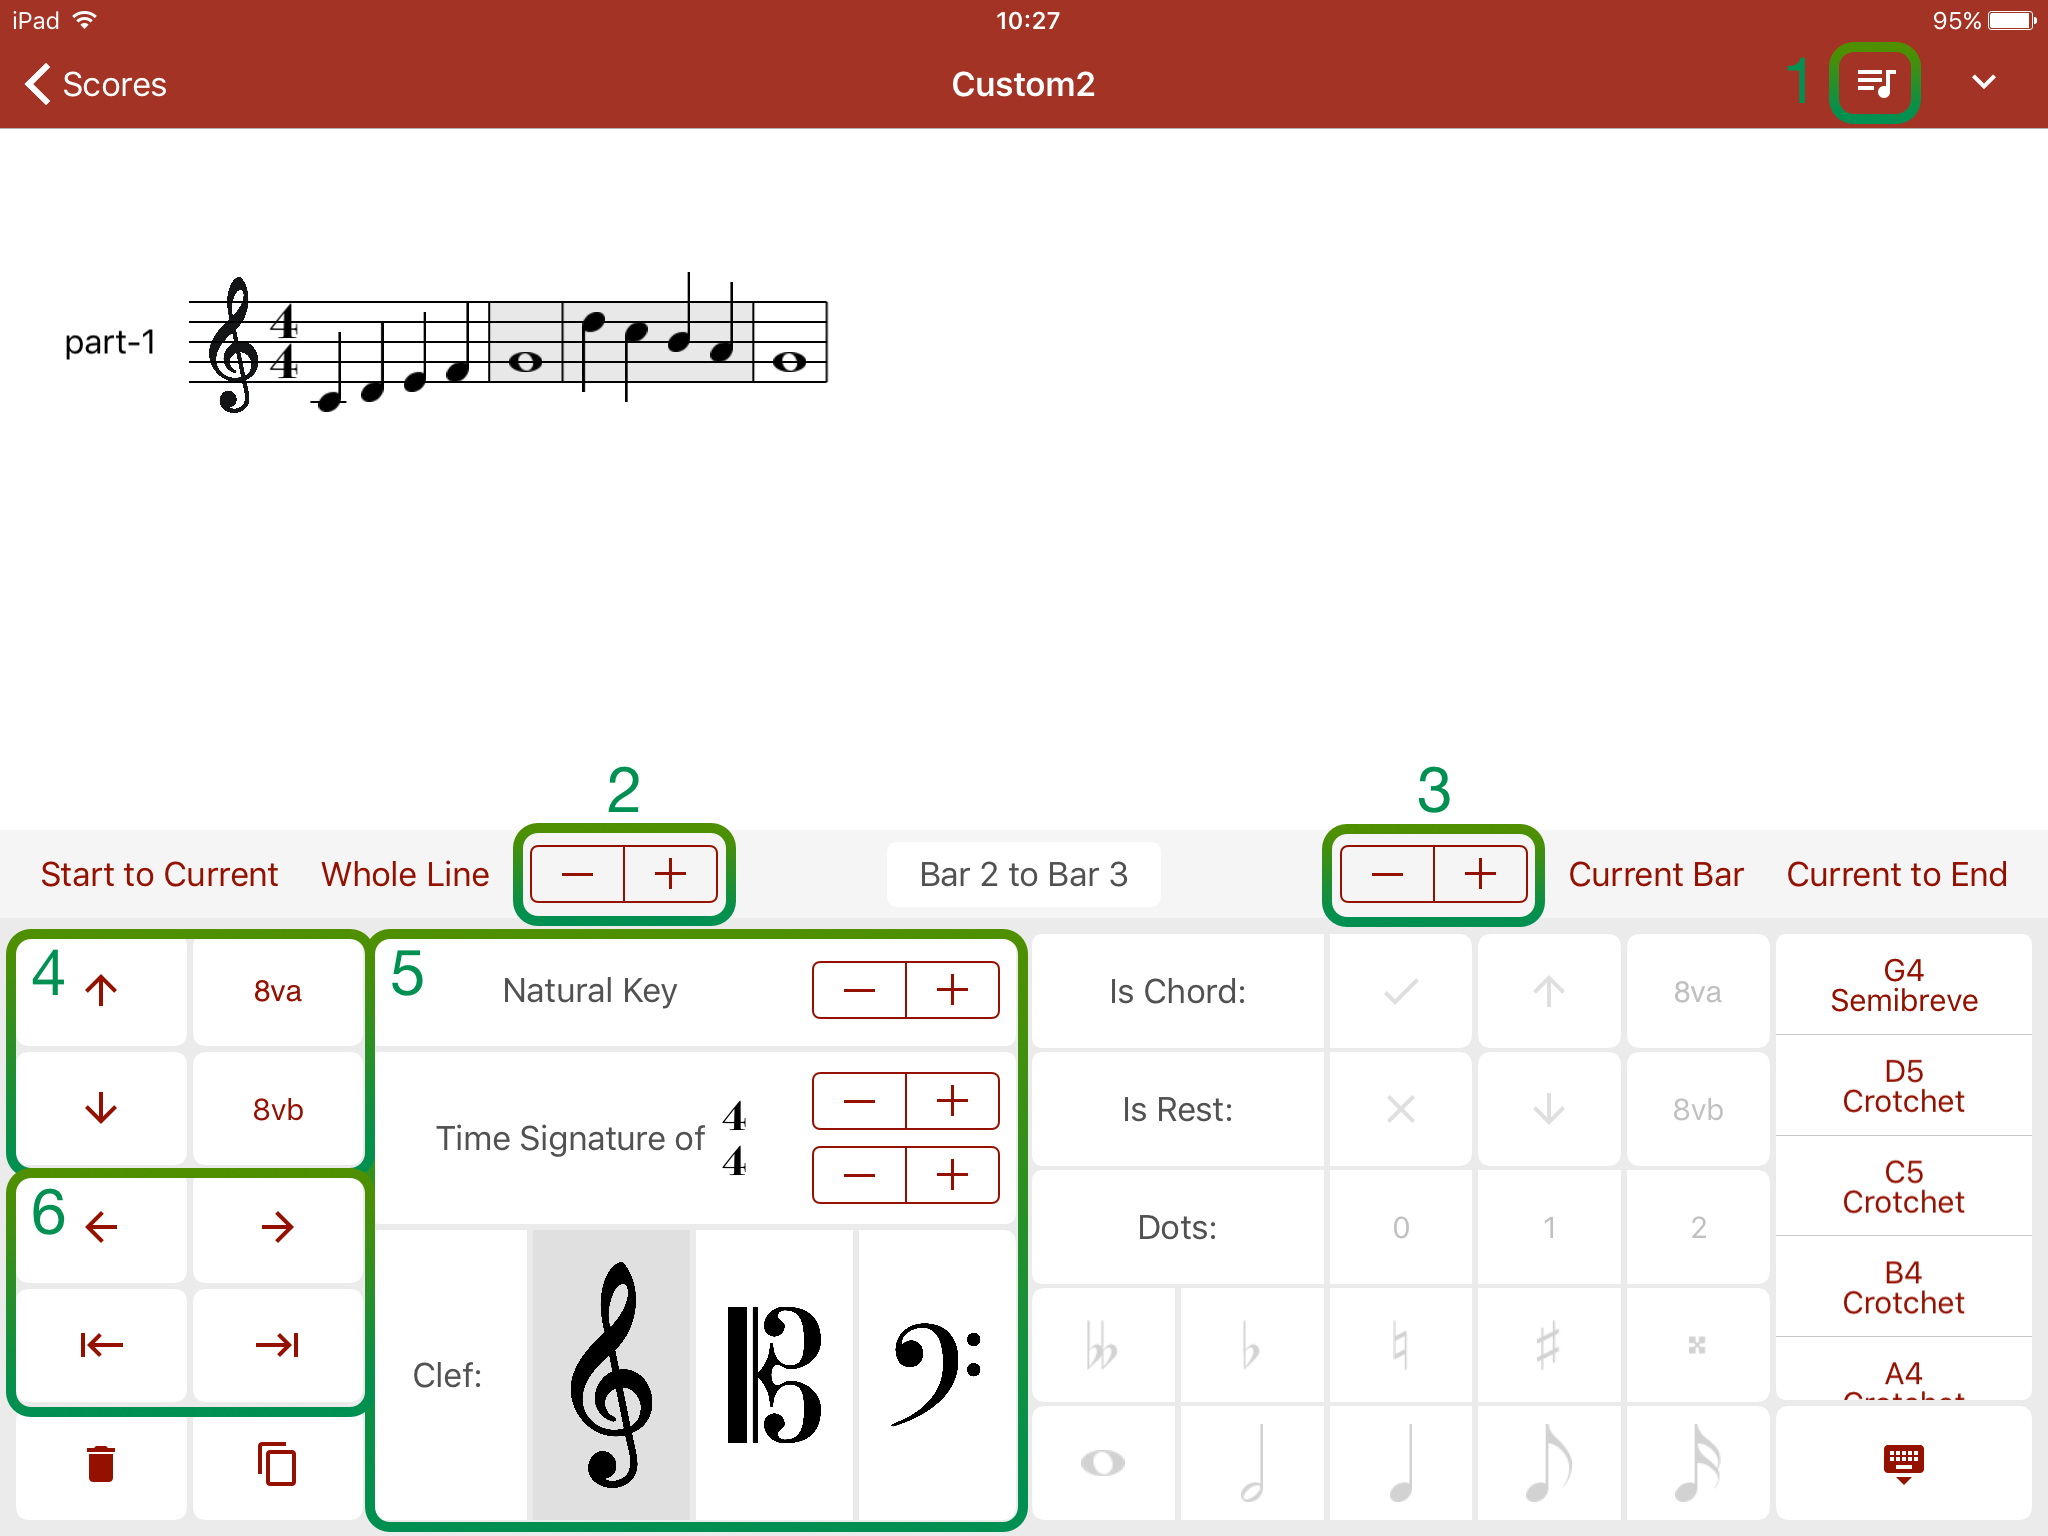 iPad 10:27 95%
Scores Custom2 1
part-1 4
4
2 3
Start to Current Whole Line Bar 2 to Bar 3 Current Bar Current to End
4 8va 5 Natural Key Is Chord: 8va G4
Semibreve
8vb Time Signature of 4 Is Rest: 8vb D5
4 Crotchet
6 Dots: 0 1 2 C5
Crotchet
Clef: B4
Crotchet
A4
Crotchet